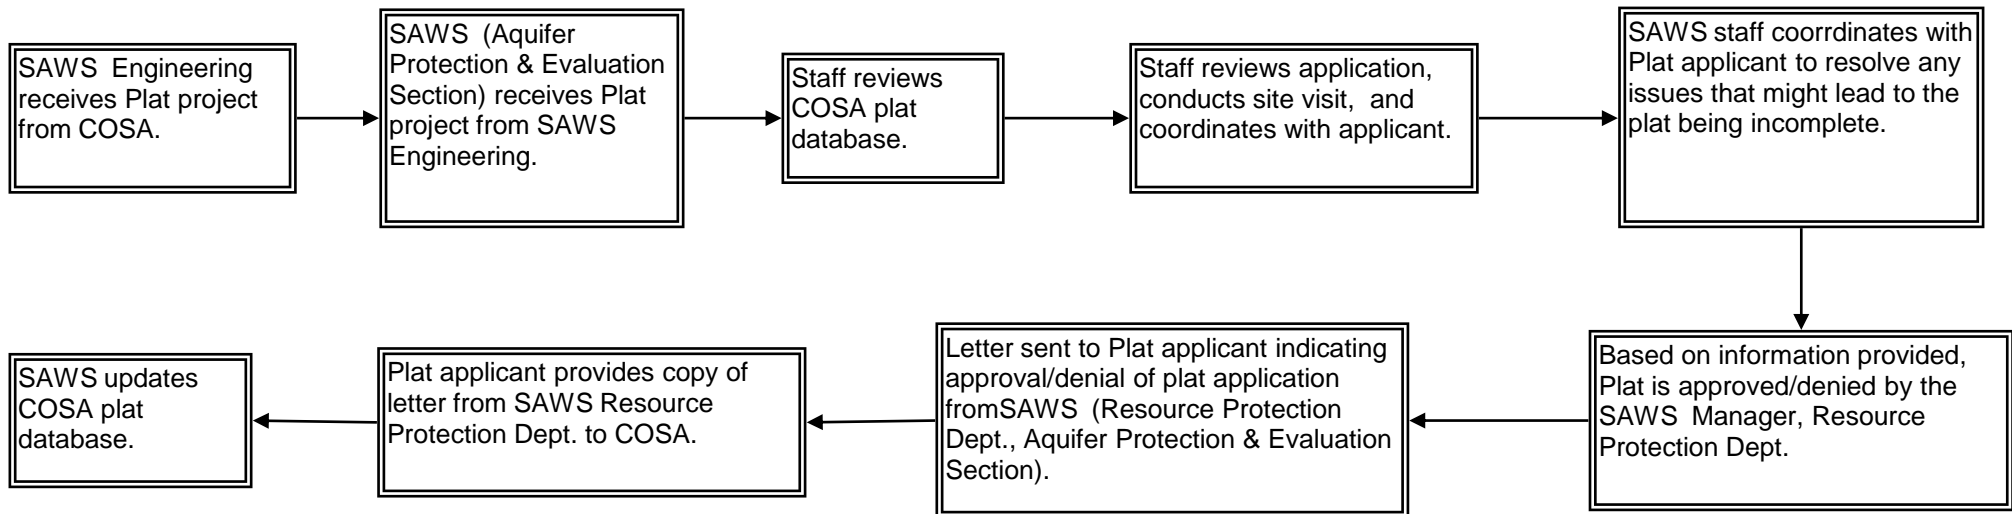 SAWS  Engineering
receives Plat project
from COSA.
SAWS  (Aquifer
Protection & Evaluation
Section) receives Plat
project from SAWS
Engineering.
Staff reviews
COSA plat
database.
Staff reviews application,
conducts site visit,  and
coordinates with applicant.
SAWS staff coorrdinates with
Plat applicant to resolve any
issues that might lead to the
plat being incomplete.
Based on information provided,
Plat is approved/denied by the
SAWS  Manager, Resource
Protection Dept.
Letter sent to Plat applicant indicating
approval/denial of plat application
fromSAWS  (Resource Protection
Dept., Aquifer Protection & Evaluation
Section).
Plat applicant provides copy of
letter from SAWS Resource
Protection Dept. to COSA.
SAWS updates
COSA plat
database.